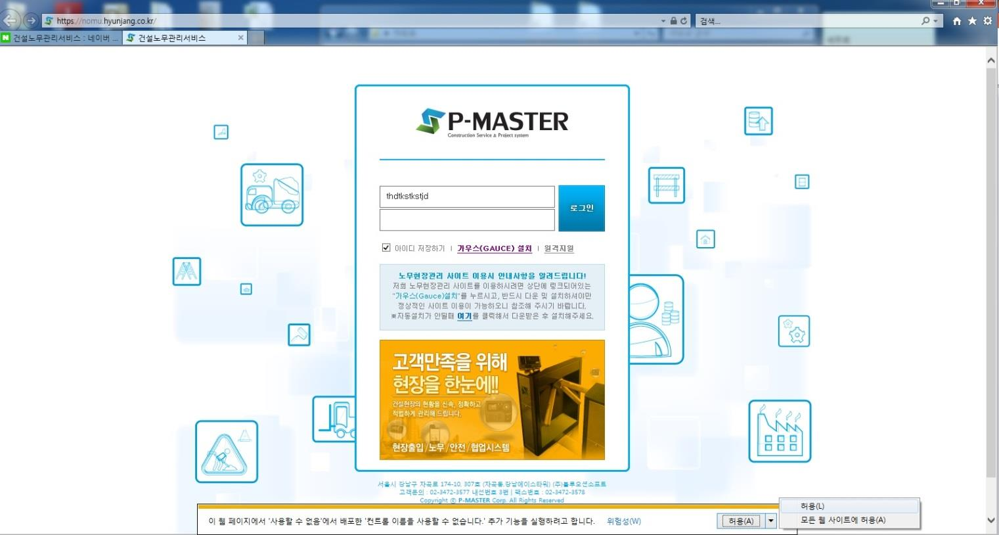 https://nomu.hyunjang.co.kr/
검색...
N 건설노무관리서비스 : 네이버 ...
건설노무관리서비스
P-MASTER
Construction Service & Project system
thdtkstkstjd
로그인
아이디 저장하기 | 가우스(GAUCE) 설치 | 원격지원
노무현장관리 사이트 이용시 안내사항을 알려드립니다!
저희 노무현장관리 사이트를 이용하시려면 상단에 링크되어있는
"가우스(Gauce)설치"를 누르시고, 반드시 다운 및 설치하셔야만
정상적인 사이트 이용이 가능하오니 참조해 주시기 바랍니다.
※자동설치가 안될때 여기를 클릭해서 다운받은 후 설치해주세요.
고객만족을 위해
현장을 한눈에!!
건설현장의 현황을 신속, 정확하고
적법하게 관리해 드립니다.
현장출입/노무/안전/협업시스템
서울시 강남구 자곡로 174-10, 307호 (자곡동,강남에이스타워) (주)블루오션소프트
고객문의 : 02-3472-3577 내선번호 3번 | 팩스번호 : 02-3472-3578
Copyright ⓒ P-MASTER Corp. All Rights Reserved
이 웹 페이지에서 '사용할 수 없음'에서 배포한 '컨트롤 이름을 사용할 수 없습니다.' 추가 기능을 실행하려고 합니다. 위험성(W)
허용(A)
허용(L)
모든 웹 사이트에 허용(A)